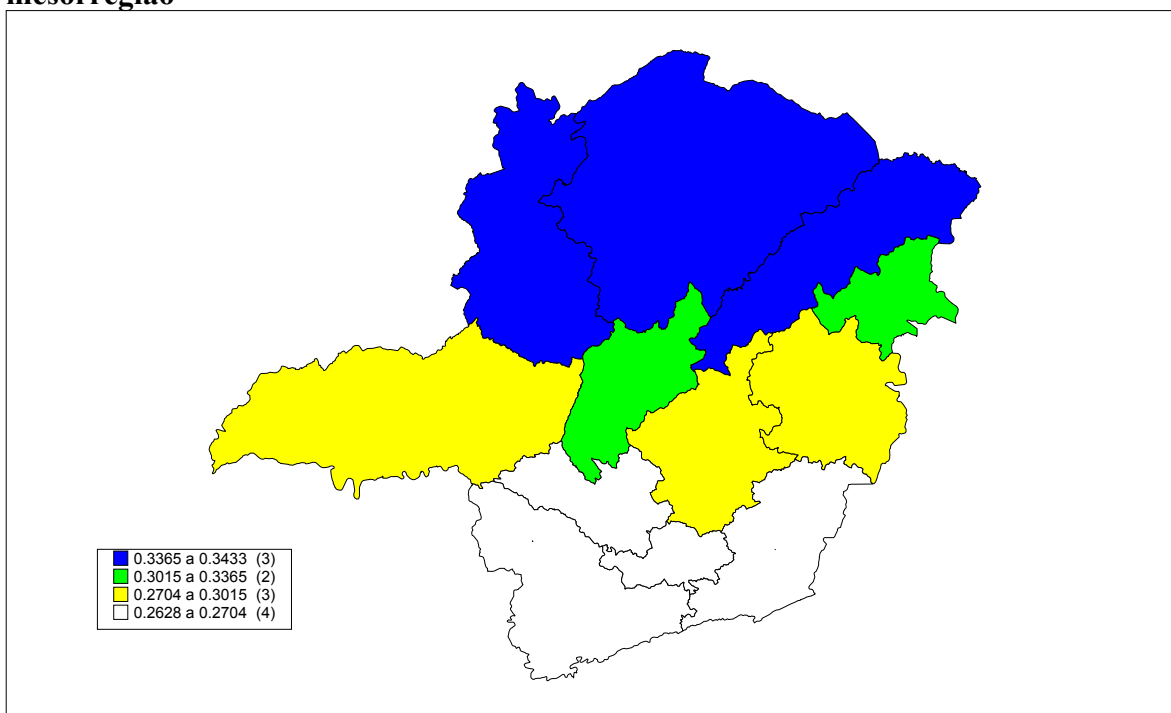 mesorregião
0.3365 a 0.3433 (3)
0.3015 a 0.3365 (2)
0.2704 a 0.3015 (3)
0.2628 a 0.2704 (4)